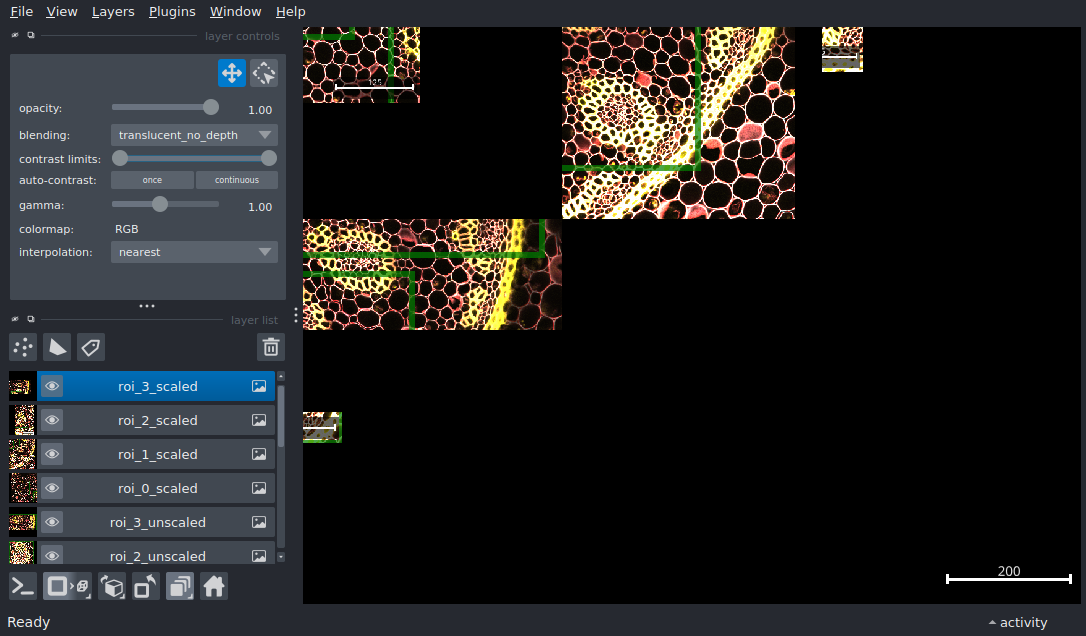 File View Layers Plugins Window Help
layer controls
opacity: 1.00
blending: translucent_no_depth
contrast limits:
auto-contrast: once continuous
gamma: 1.00
colormap: RGB
interpolation: nearest
layer list
roi_3_scaled
roi_2_scaled
roi_1_scaled
roi_0_scaled
roi_3_unscaled
roi_2_unscaled
200
Ready
activity